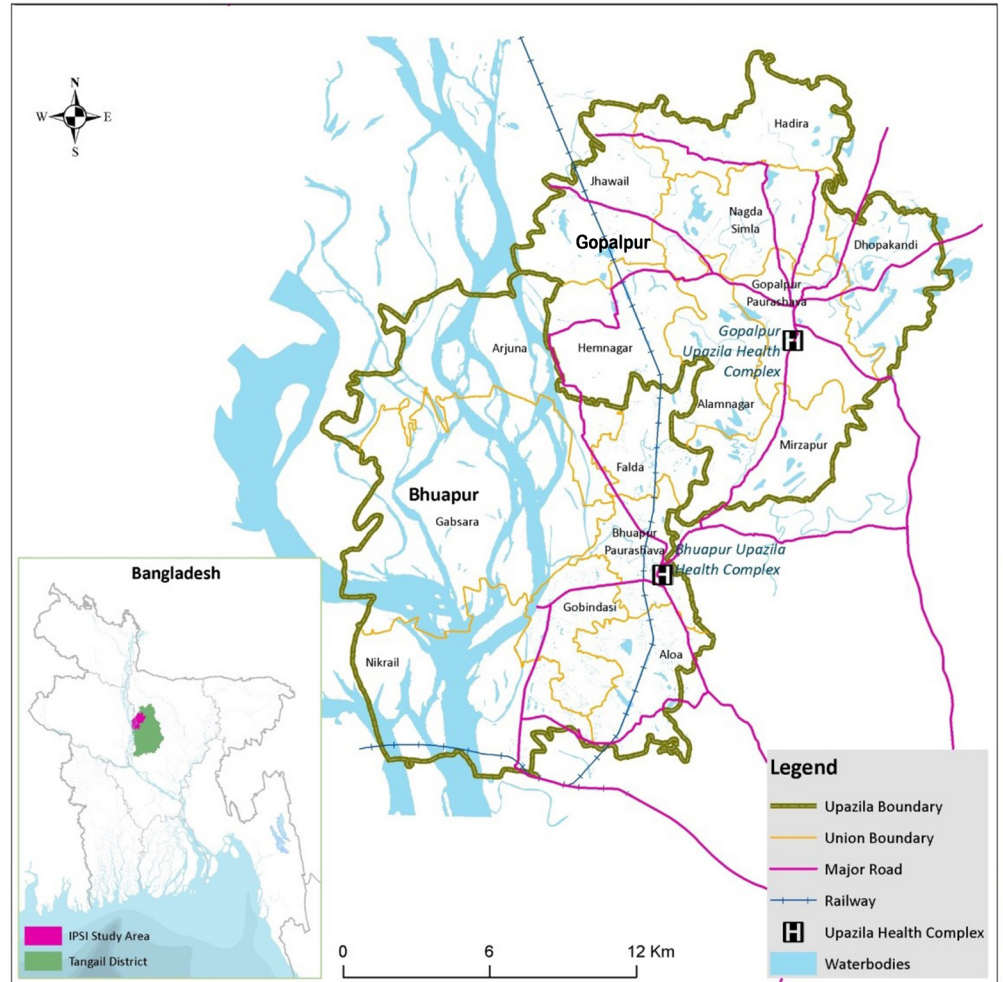 N
W
E
S
Hadira
Jhawail
Nagda
Simla
Gopalpur
Dhopakandi
Gopalpur
Paurashava
Gopalpur
Upazila Health
Complex
Arjuna
Hemnagar
Alamnagar
Mirzapur
Falda
Bhuapur
Gabsara
Bhuapur
Paurashava
Bhuapur Upazila
Health Complex
Gobindasi
Nikrail
Aloa
Bangladesh
IPSI Study Area
Tangail District
0
6
12 Km
Legend
Upazila Boundary
Union Boundary
Major Road
Railway
H Upazila Health Complex
Waterbodies